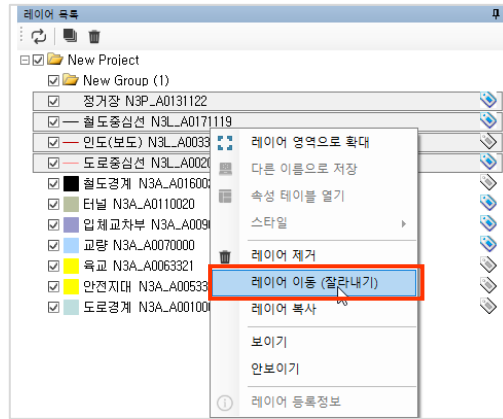 레이어 목록
New Project
New Group (1)
정거장 N3P_A0131122
철도중심선 N3L_A0171119
인도(보도) N3L_A0033
도로중심선 N3L_A0020
철도경계 N3A_A01600
터널 N3A_A0110020
입체교차부 N3A_A009
교량 N3A_A0070000
육교 N3A_A0063321
안전지대 N3A_A00533
도로경계 N3A_A00100
레이어 영역으로 확대
다른 이름으로 저장
속성 테이블 열기
스타일
레이어 제거
레이어 이동 (잘라내기)
레이어 복사
보이기
안보이기
레이어 등록정보